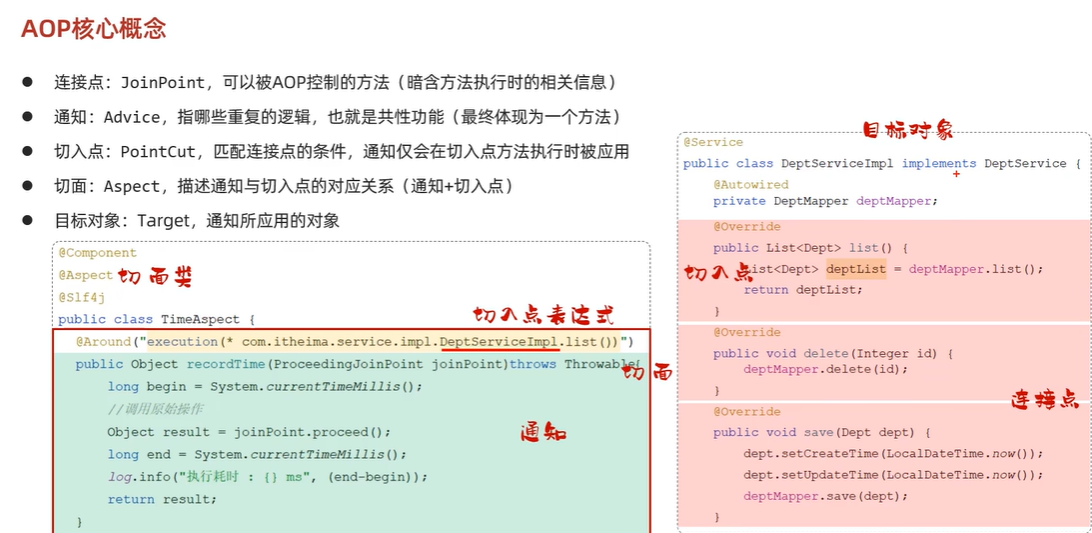 AOP核心概念
● 连接点：JoinPoint，可以被AOP控制的方法（暗含方法执行时的相关信息）
● 通知：Advice，指哪些重复的逻辑，也就是共性功能（最终体现为一个方法）
● 切入点：PointCut，匹配连接点的条件，通知仅会在切入点方法执行时被应用
● 切面：Aspect，描述通知与切入点的对应关系（通知+切入点）
● 目标对象：Target，通知所应用的对象
@Component
@Aspect 切面类
@Slf4j
切入点表达式
public class TimeAspect {
@Around("execution(* com.itheima.service.impl.DeptServiceImpl.list())")
public Object recordTime(ProceedingJoinPoint joinPoint)throws Throwable{
切面
long begin = System.currentTimeMillis();
//调用原始操作
Object result = joinPoint.proceed();
通知
long end = System.currentTimeMillis();
log.info("执行耗时 : {} ms", (end-begin));
return result;
}
目标对象
@Service
public class DeptServiceImpl implements DeptService {
@Autowired
private DeptMapper deptMapper;
@Override
public List<Dept> list() {
切入点
List<Dept> deptList = deptMapper.list();
return deptList;
}
@Override
public void delete(Integer id) {
deptMapper.delete(id);
}
连接点
@Override
public void save(Dept dept) {
dept.setCreateTime(LocalDateTime.now());
dept.setUpdateTime(LocalDateTime.now());
deptMapper.save(dept);
}